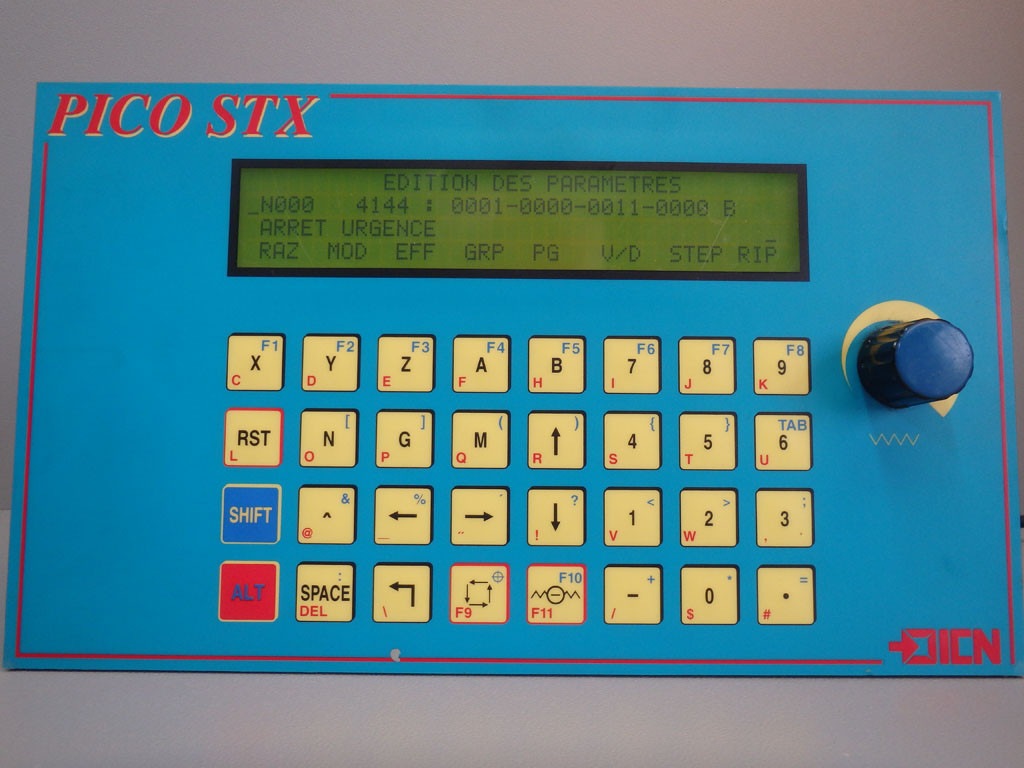 PICO STX
EDITION DES PARAMETRES
_N000 4144 : 0001-0000-0011-0000 B
ARRET URGENCE
RAZ MOD EFF GRP PG V/D STEP RIP
F1 F2 F3 F4 F5 F6 F7 F8
X Y Z A B 7 8 9
C D E F H I J K
[ ] ( ) { } TAB
RST N G M ↑ 4 5 6
L O P Q R S T U
& % ´ ? < > ;
SHIFT ^ ← → ↓ 1 2 3
@ _ ¨ ! V W , .
: F10 + * =
ALT SPACE - 0 .
DEL \ F9 F11 / $ #
ICN